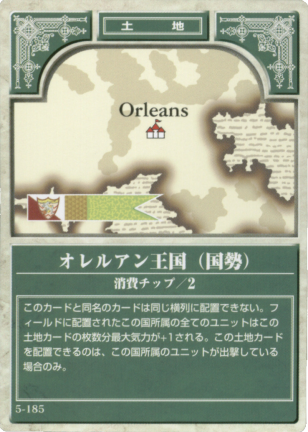 土地
Orleans
オレルアン王国（国勢）
消費チップ／2
このカードと同名のカードは同じ横列に配置できない。フ
ィールドに配置されたこの国所属の全てのユニットはこの
土地カードの枚数分最大気力が+1される。この土地カード
を配置できるのは、この国所属のユニットが出撃している
場合のみ。
5-185